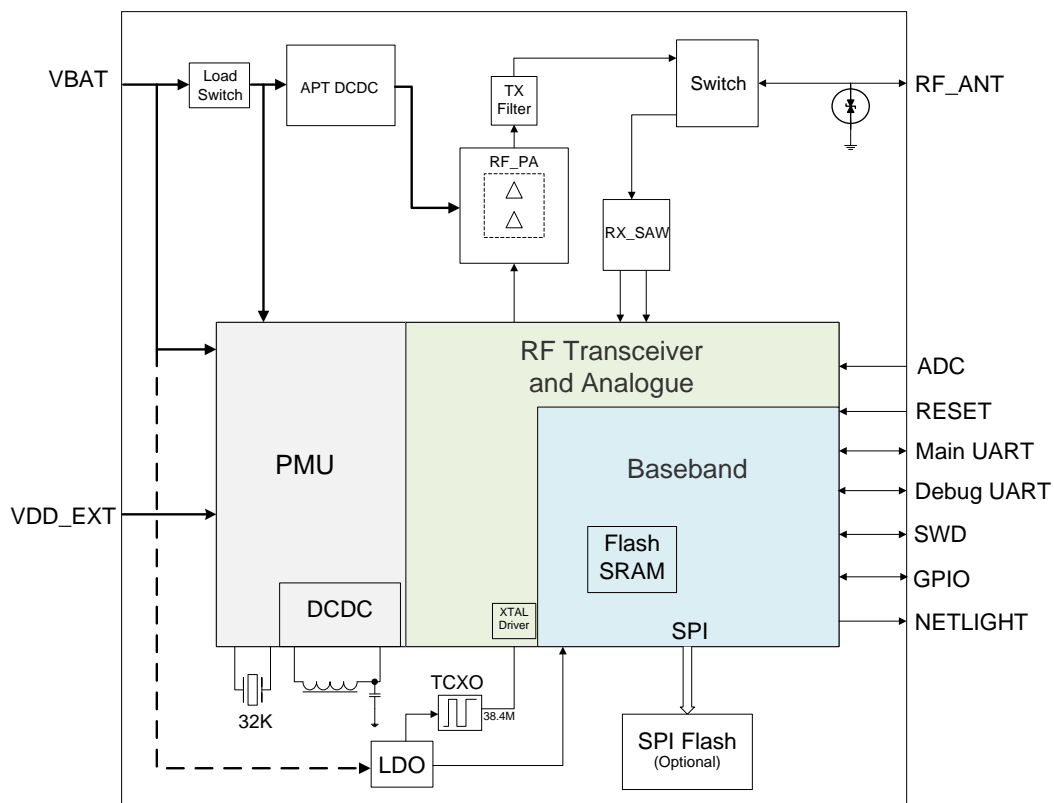 VBAT
Load
Switch
APT DCDC
TX
Filter
Switch
RF_ANT
RF_PA
RX_SAW
RF Transceiver
and Analogue
ADC
RESET
PMU
Baseband
Main UART
Debug UART
VDD_EXT
Flash
SRAM
SWD
GPIO
DCDC
XTAL
Driver
SPI
NETLIGHT
32K
TCXO
38.4M
LDO
SPI Flash
(Optional)